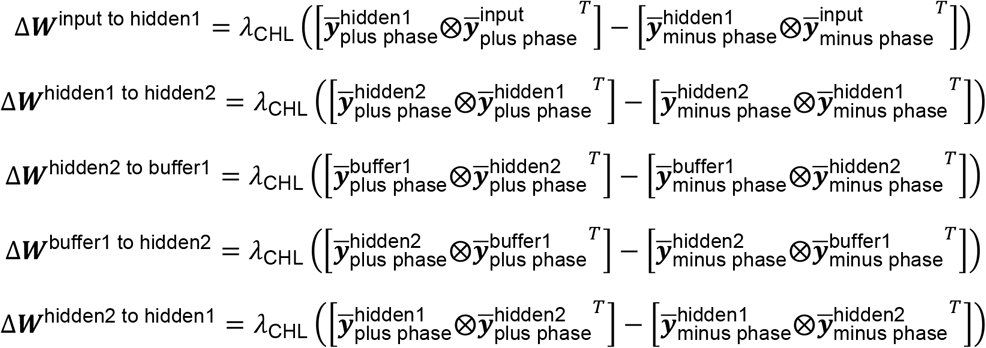 Δ𝑾^{input to hidden1} = λ_{CHL} ([ȳ^{hidden1}_{plus phase}⊗ȳ^{input}_{plus phase}^T] − [ȳ^{hidden1}_{minus phase}⊗ȳ^{input}_{minus phase}^T])
Δ𝑾^{hidden1 to hidden2} = λ_{CHL} ([ȳ^{hidden2}_{plus phase}⊗ȳ^{hidden1}_{plus phase}^T] − [ȳ^{hidden2}_{minus phase}⊗ȳ^{hidden1}_{minus phase}^T])
Δ𝑾^{hidden2 to buffer1} = λ_{CHL} ([ȳ^{buffer1}_{plus phase}⊗ȳ^{hidden2}_{plus phase}^T] − [ȳ^{buffer1}_{minus phase}⊗ȳ^{hidden2}_{minus phase}^T])
Δ𝑾^{buffer1 to hidden2} = λ_{CHL} ([ȳ^{hidden2}_{plus phase}⊗ȳ^{buffer1}_{plus phase}^T] − [ȳ^{hidden2}_{minus phase}⊗ȳ^{buffer1}_{minus phase}^T])
Δ𝑾^{hidden2 to hidden1} = λ_{CHL} ([ȳ^{hidden1}_{plus phase}⊗ȳ^{hidden2}_{plus phase}^T] − [ȳ^{hidden1}_{minus phase}⊗ȳ^{hidden2}_{minus phase}^T])